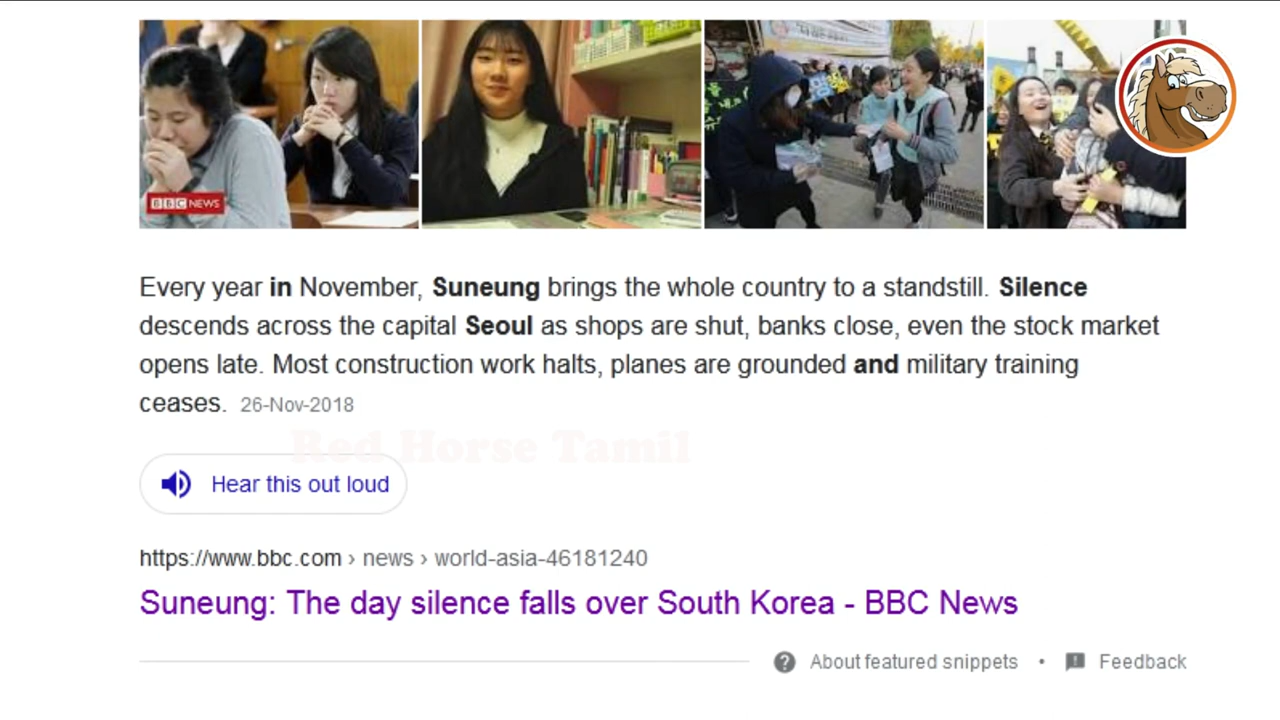 BBC NEWS
Every year in November, Suneung brings the whole country to a standstill. Silence
descends across the capital Seoul as shops are shut, banks close, even the stock market
opens late. Most construction work halts, planes are grounded and military training
ceases. 26-Nov-2018
Red Horse Tamil
Hear this out loud
https://www.bbc.com › news › world-asia-46181240
Suneung: The day silence falls over South Korea - BBC News
About featured snippets • Feedback